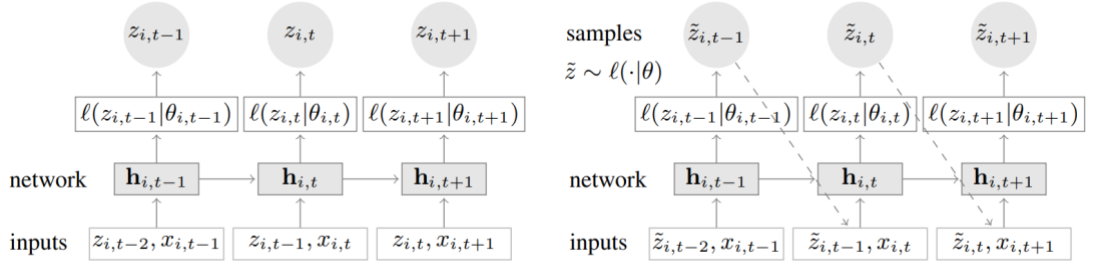 z_{i,t−1} z_{i,t} z_{i,t+1}
ℓ(z_{i,t−1}|θ_{i,t−1}) ℓ(z_{i,t}|θ_{i,t}) ℓ(z_{i,t+1}|θ_{i,t+1})
network h_{i,t−1} h_{i,t} h_{i,t+1}
inputs z_{i,t−2}, x_{i,t−1} z_{i,t−1}, x_{i,t} z_{i,t}, x_{i,t+1}
samples z̃_{i,t−1} z̃_{i,t} z̃_{i,t+1}
z̃ ∼ ℓ(·|θ)
ℓ(z_{i,t−1}|θ_{i,t−1}) ℓ(z_{i,t}|θ_{i,t}) ℓ(z_{i,t+1}|θ_{i,t+1})
network h_{i,t−1} h_{i,t} h_{i,t+1}
inputs z̃_{i,t−2}, x_{i,t−1} z̃_{i,t−1}, x_{i,t} z̃_{i,t}, x_{i,t+1}